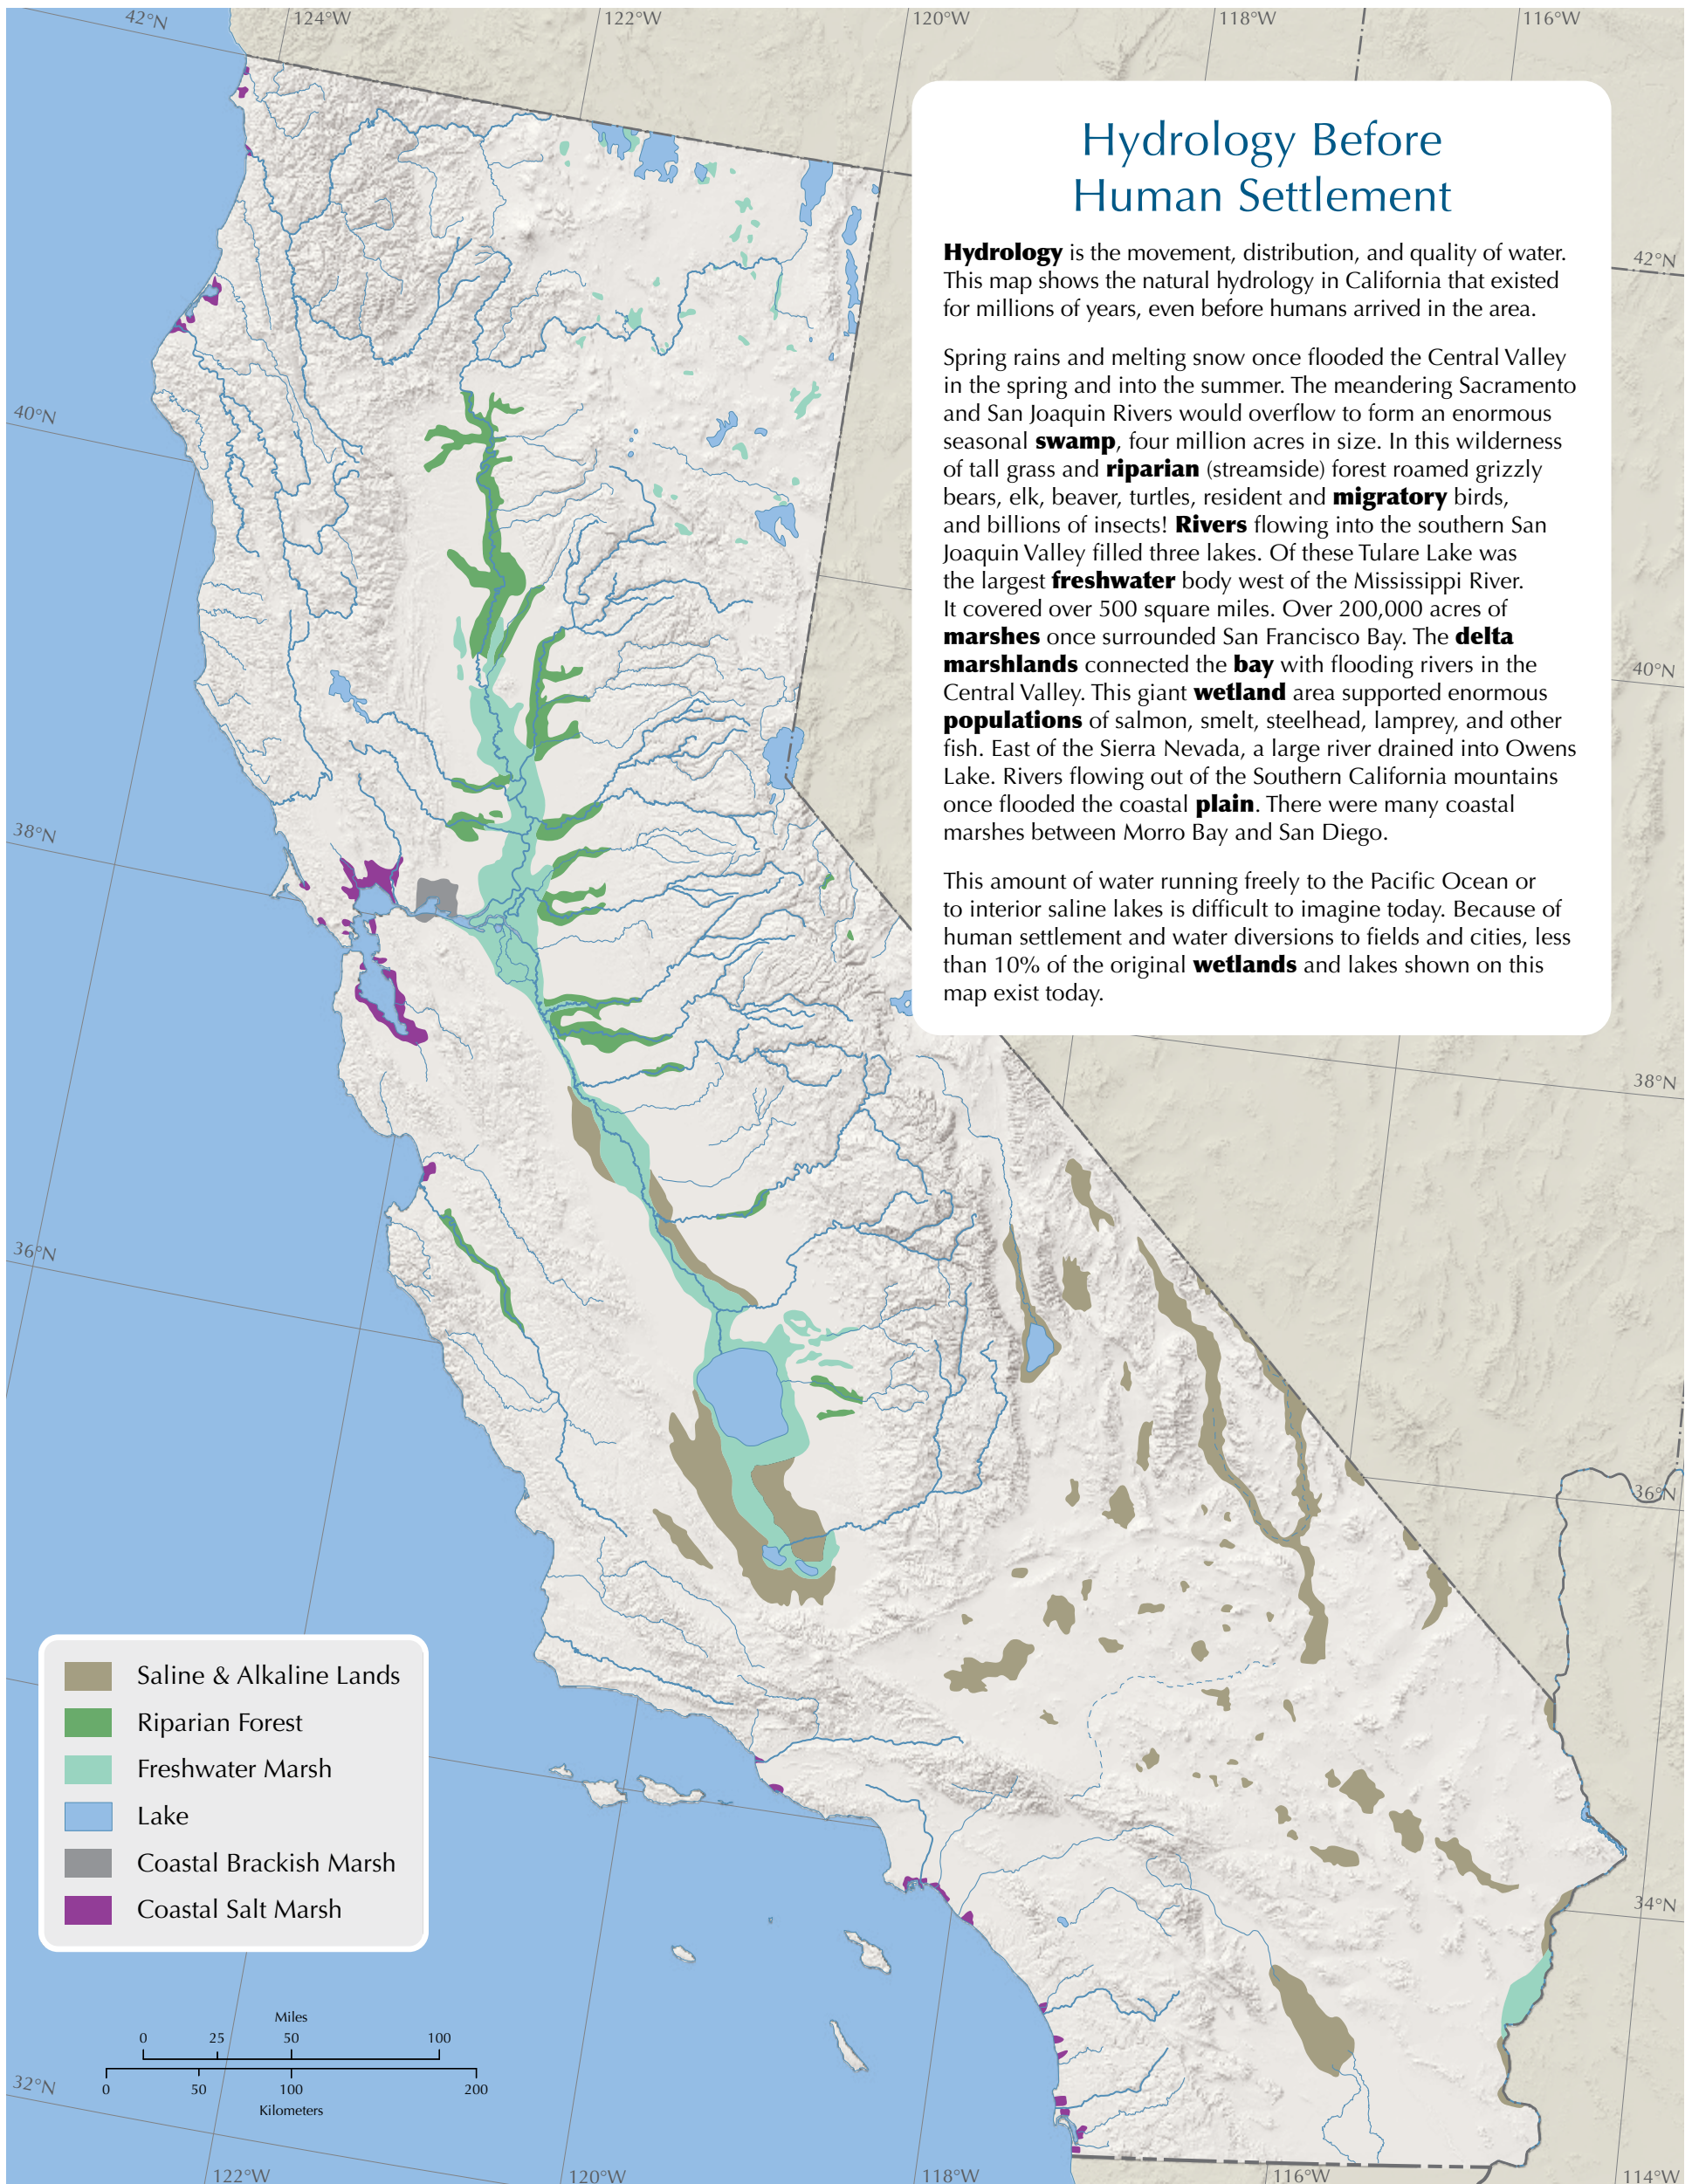 42°N
124°W
122°W
120°W
118°W
116°W
Hydrology Before
Human Settlement
Hydrology is the movement, distribution, and quality of water.
This map shows the natural hydrology in California that existed
for millions of years, even before humans arrived in the area.
Spring rains and melting snow once flooded the Central Valley
in the spring and into the summer. The meandering Sacramento
and San Joaquin Rivers would overflow to form an enormous
seasonal swamp, four million acres in size. In this wilderness
of tall grass and riparian (streamside) forest roamed grizzly
bears, elk, beaver, turtles, resident and migratory birds,
and billions of insects! Rivers flowing into the southern San
Joaquin Valley filled three lakes. Of these Tulare Lake was
the largest freshwater body west of the Mississippi River.
It covered over 500 square miles. Over 200,000 acres of
marshes once surrounded San Francisco Bay. The delta
marshlands connected the bay with flooding rivers in the
Central Valley. This giant wetland area supported enormous
populations of salmon, smelt, steelhead, lamprey, and other
fish. East of the Sierra Nevada, a large river drained into Owens
Lake. Rivers flowing out of the Southern California mountains
once flooded the coastal plain. There were many coastal
marshes between Morro Bay and San Diego.
This amount of water running freely to the Pacific Ocean or
to interior saline lakes is difficult to imagine today. Because of
human settlement and water diversions to fields and cities, less
than 10% of the original wetlands and lakes shown on this
map exist today.
42°N
40°N
40°N
38°N
38°N
36°N
36°N
34°N
Saline & Alkaline Lands
Riparian Forest
Freshwater Marsh
Lake
Coastal Brackish Marsh
Coastal Salt Marsh
Miles
0 25 50 100
0 50 100 200
Kilometers
32°N
122°W
120°W
118°W
116°W
114°W